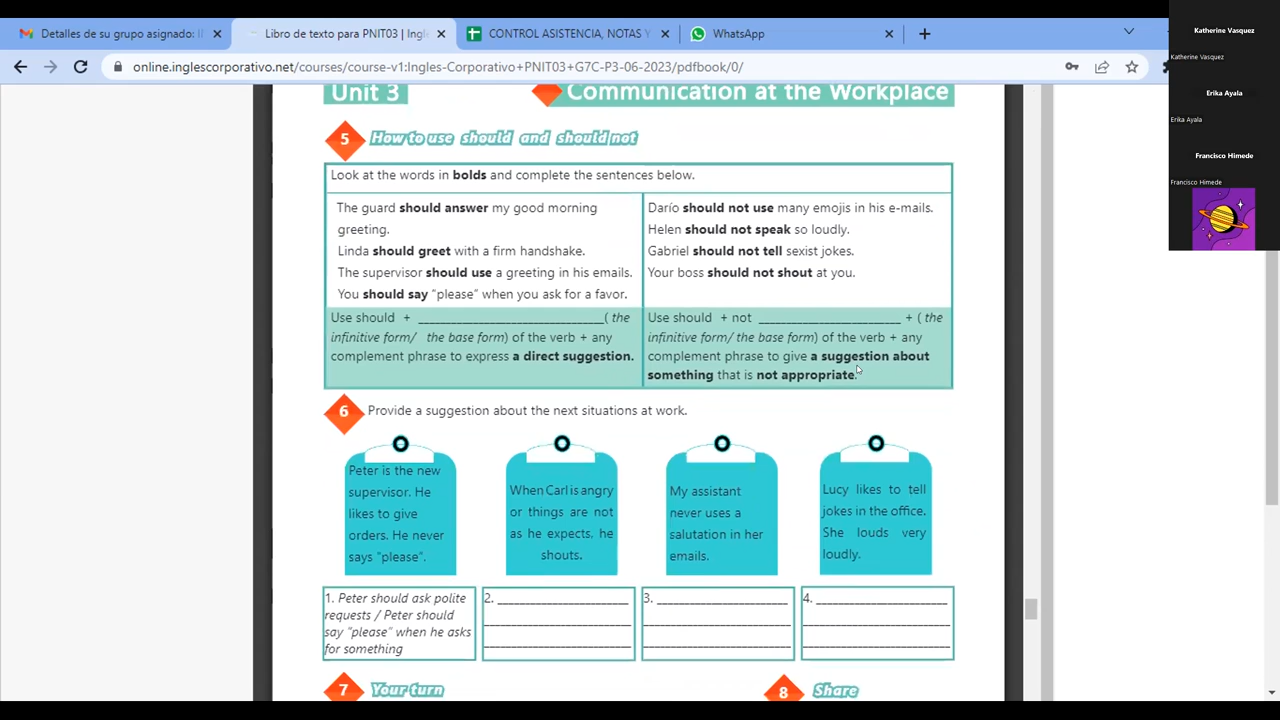 Detalles de su grupo asignado: Il
Libro de texto para PNIT03 | Ingl
CONTROL ASISTENCIA, NOTAS Y
WhatsApp
online.inglescorporativo.net/courses/course-v1:Ingles-Corporativo+PNIT03+G7C-P3-06-2023/pdfbook/0/
Katherine Vasquez
Katherine Vasquez
Erika Ayala
Erika Ayala
Francisco Himede
Francisco Himede
Unit 3
Communication at the Workplace
5 How to use should and should not
Look at the words in bolds and complete the sentences below.
The guard should answer my good morning
greeting.
Linda should greet with a firm handshake.
The supervisor should use a greeting in his emails.
You should say “please” when you ask for a favor.
Darío should not use many emojis in his e-mails.
Helen should not speak so loudly.
Gabriel should not tell sexist jokes.
Your boss should not shout at you.
Use should + ______________________________( the
infinitive form/ the base form) of the verb + any
complement phrase to express a direct suggestion.
Use should + not _______________________ + ( the
infinitive form/ the base form) of the verb + any
complement phrase to give a suggestion about
something that is not appropriate.
6 Provide a suggestion about the next situations at work.
Peter is the new
supervisor. He
likes to give
orders. He never
says “please”.
When Carl is angry
or things are not
as he expects, he
shouts.
My assistant
never uses a
salutation in her
emails.
Lucy likes to tell
jokes in the office.
She louds very
loudly.
1. Peter should ask polite
requests / Peter should
say “please” when he asks
for something
2. _____________________
3. _____________________
4. _____________________
7 Your turn
8 Share